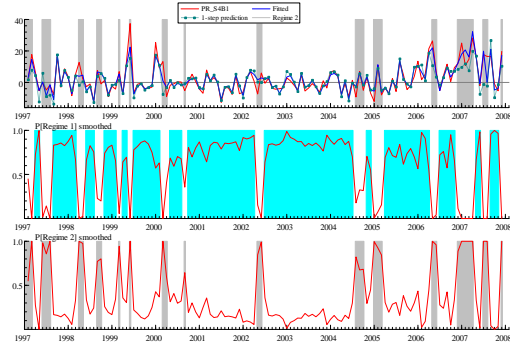 PR_S4B1 Fitted
1-step prediction Regime 2
40
20
0
1997 1998 1999 2000 2001 2002 2003 2004 2005 2006 2007 2008
P[Regime 1] smoothed
1.0
0.5
1997 1998 1999 2000 2001 2002 2003 2004 2005 2006 2007 2008
P[Regime 2] smoothed
1.0
0.5
1997 1998 1999 2000 2001 2002 2003 2004 2005 2006 2007 2008